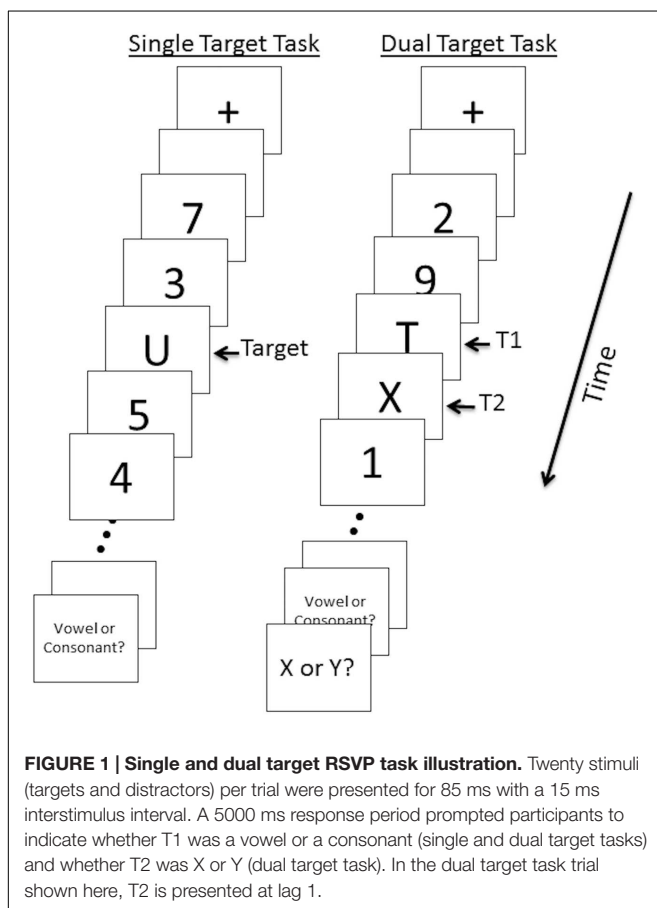 Single Target Task
Dual Target Task
+
7
3
U
Target
5
4
Vowel or
Consonant?
+
2
9
T
T1
X
T2
1
Vowel or
Consonant?
X or Y?
Time
FIGURE 1 | Single and dual target RSVP task illustration. Twenty stimuli
(targets and distractors) per trial were presented for 85 ms with a 15 ms
interstimulus interval. A 5000 ms response period prompted participants to
indicate whether T1 was a vowel or a consonant (single and dual target tasks)
and whether T2 was X or Y (dual target task). In the dual target task trial
shown here, T2 is presented at lag 1.